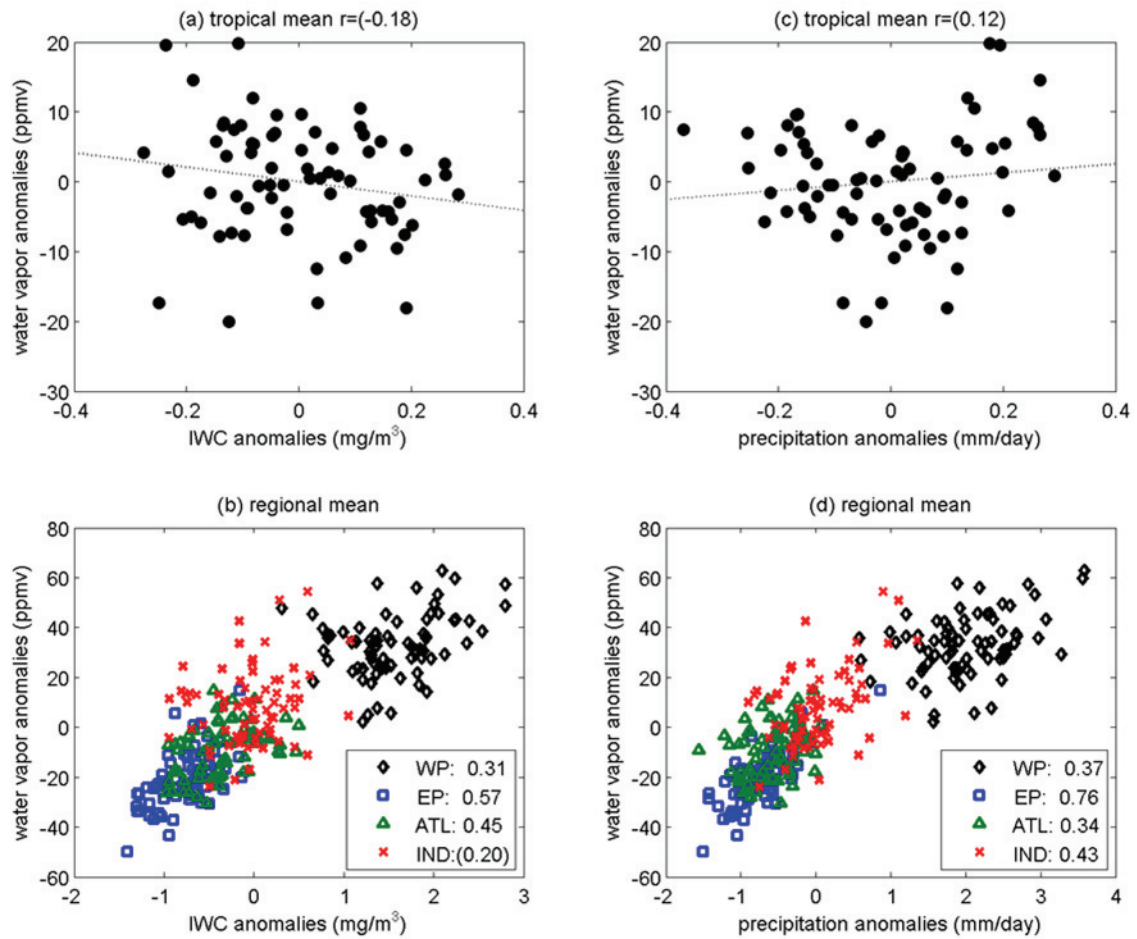 (a) tropical mean r=(-0.18)
20
10
0
-10
-20
-30
water vapor anomalies (ppmv)
-0.4 -0.2 0 0.2 0.4
IWC anomalies (mg/m³)
(c) tropical mean r=(0.12)
20
10
0
-10
-20
-30
water vapor anomalies (ppmv)
-0.4 -0.2 0 0.2 0.4
precipitation anomalies (mm/day)
(b) regional mean
80
60
40
20
0
-20
-40
-60
water vapor anomalies (ppmv)
WP: 0.31
EP: 0.57
ATL: 0.45
IND:(0.20)
-2 -1 0 1 2 3
IWC anomalies (mg/m³)
(d) regional mean
80
60
40
20
0
-20
-40
-60
water vapor anomalies (ppmv)
WP: 0.37
EP: 0.76
ATL: 0.34
IND: 0.43
-2 -1 0 1 2 3 4
precipitation anomalies (mm/day)